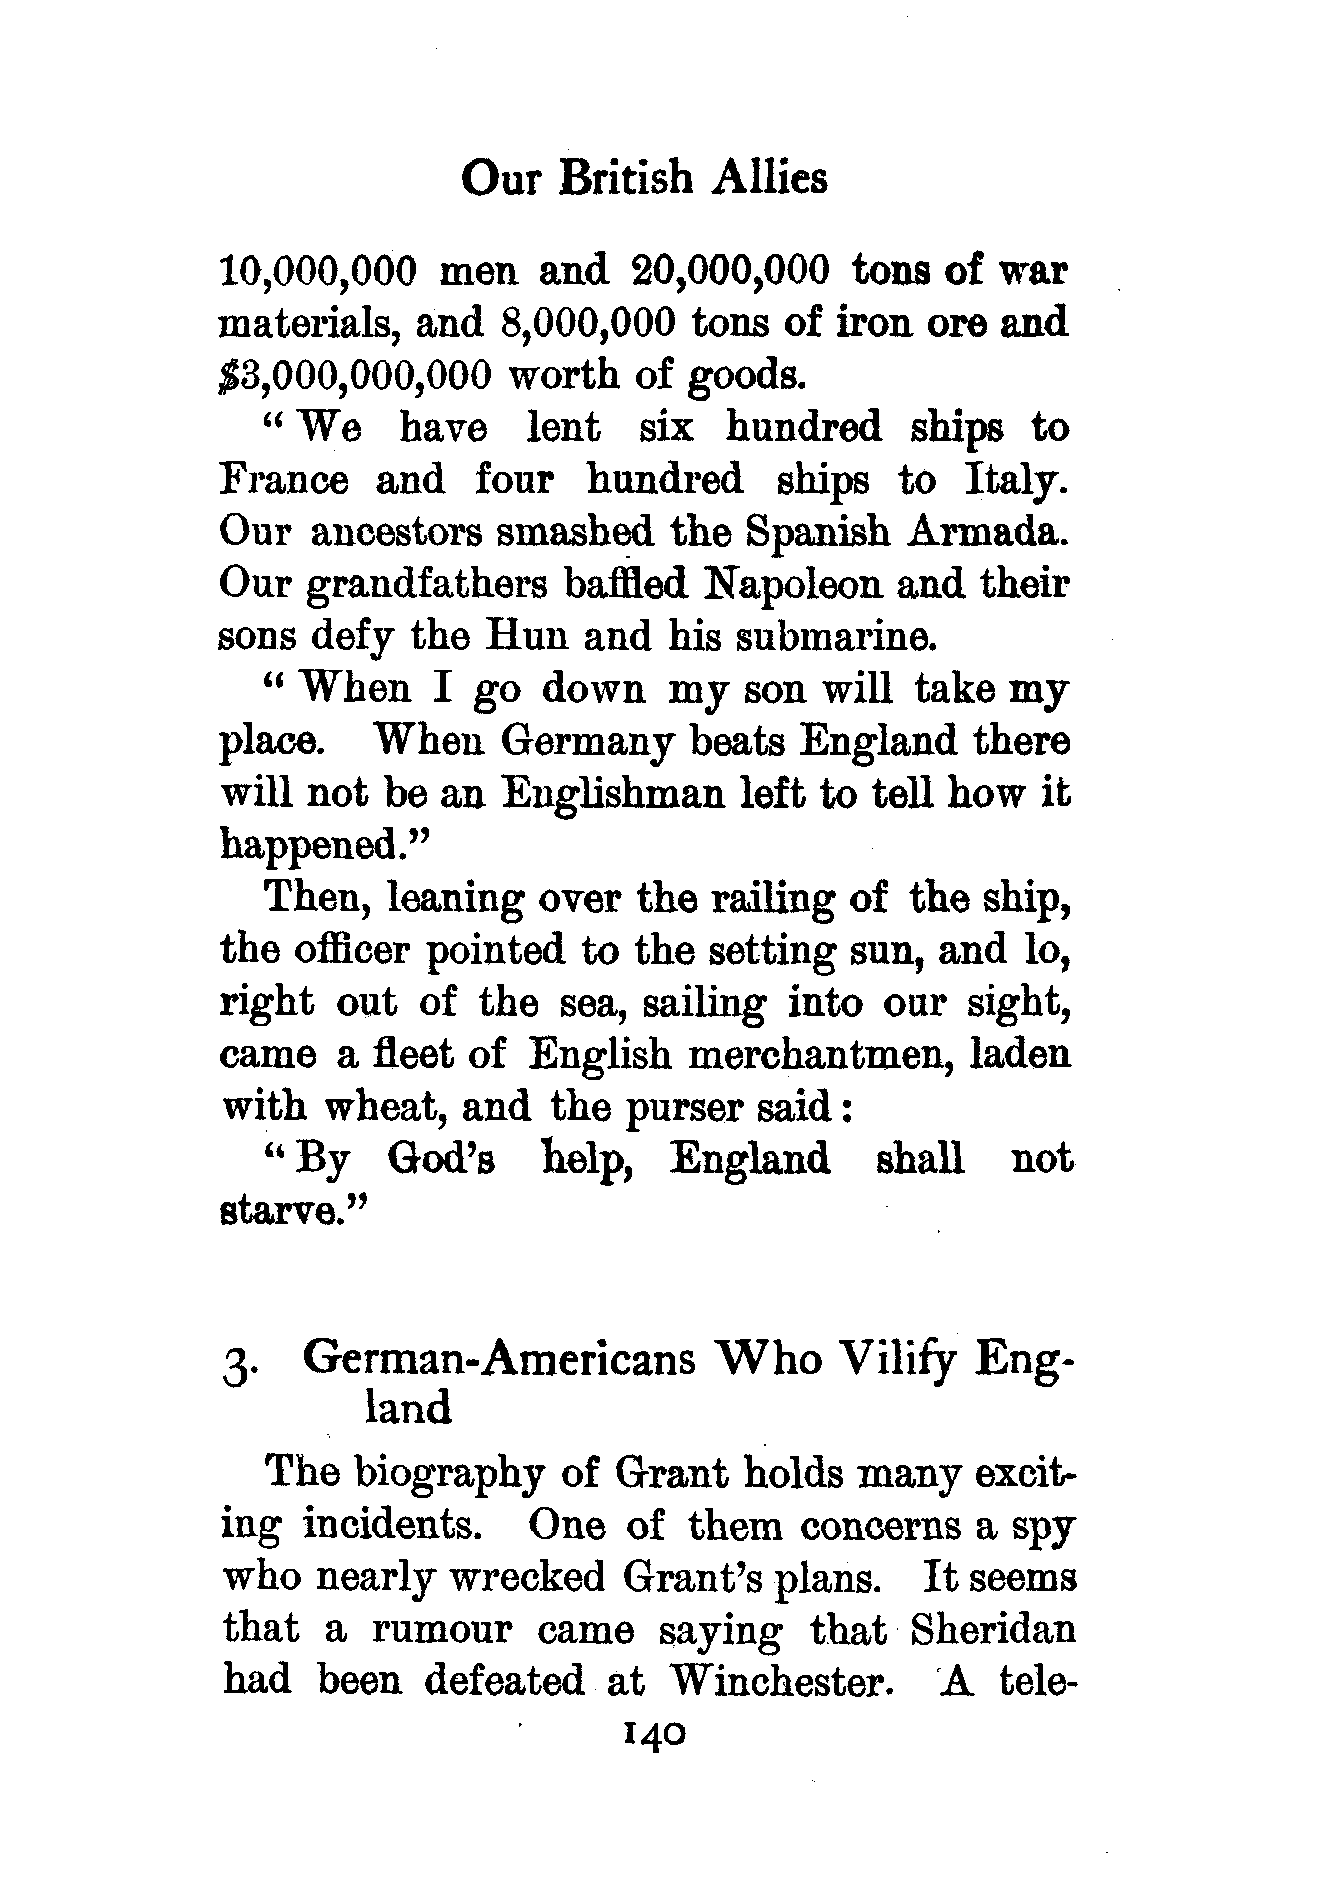 Our British Allies
10,000,000 men and 20,000,000 tons of war
materials, and 8,000,000 tons of iron ore and
$3,000,000,000 worth of goods.
“ We have lent six hundred ships to
France and four hundred ships to Italy.
Our ancestors smashed the Spanish Armada.
Our grandfathers baffled Napoleon and their
sons defy the Hun and his submarine.
“ When I go down my son will take my
place. When Germany beats England there
will not be an Englishman left to tell how it
happened.”
Then, leaning over the railing of the ship,
the officer pointed to the setting sun, and lo,
right out of the sea, sailing into our sight,
came a fleet of English merchantmen, laden
with wheat, and the purser said :
“ By God’s help, England shall not
starve.”
3. German-Americans Who Vilify Eng-
land
The biography of Grant holds many excit-
ing incidents. One of them concerns a spy
who nearly wrecked Grant’s plans. It seems
that a rumour came saying that Sheridan
had been defeated at Winchester. A tele-
140